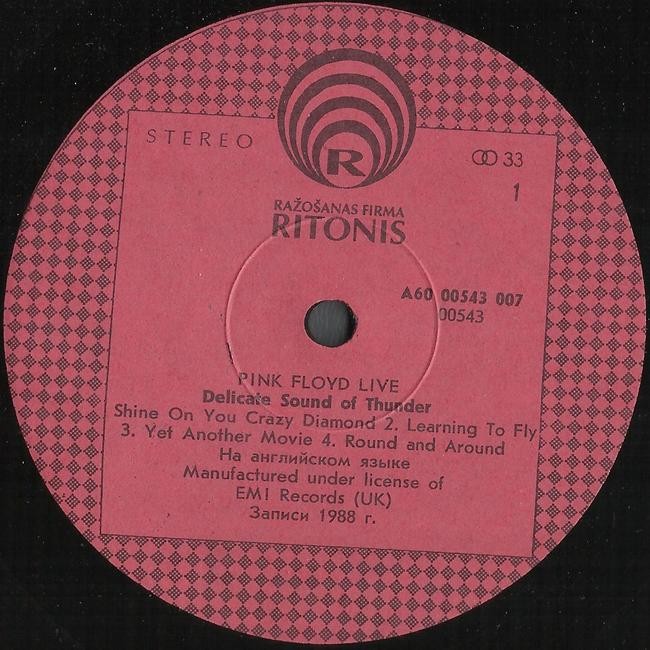 STEREO
R
33
1
RAŽOŠANAS FIRMA
RITONIS
A60 00543 007
00543
PINK FLOYD LIVE
Delicate Sound of Thunder
Shine On You Crazy Diamond 2. Learning To Fly
3. Yet Another Movie 4. Round and Around
На английском языке
Manufactured under license of
EMI Records (UK)
Записи 1988 г.